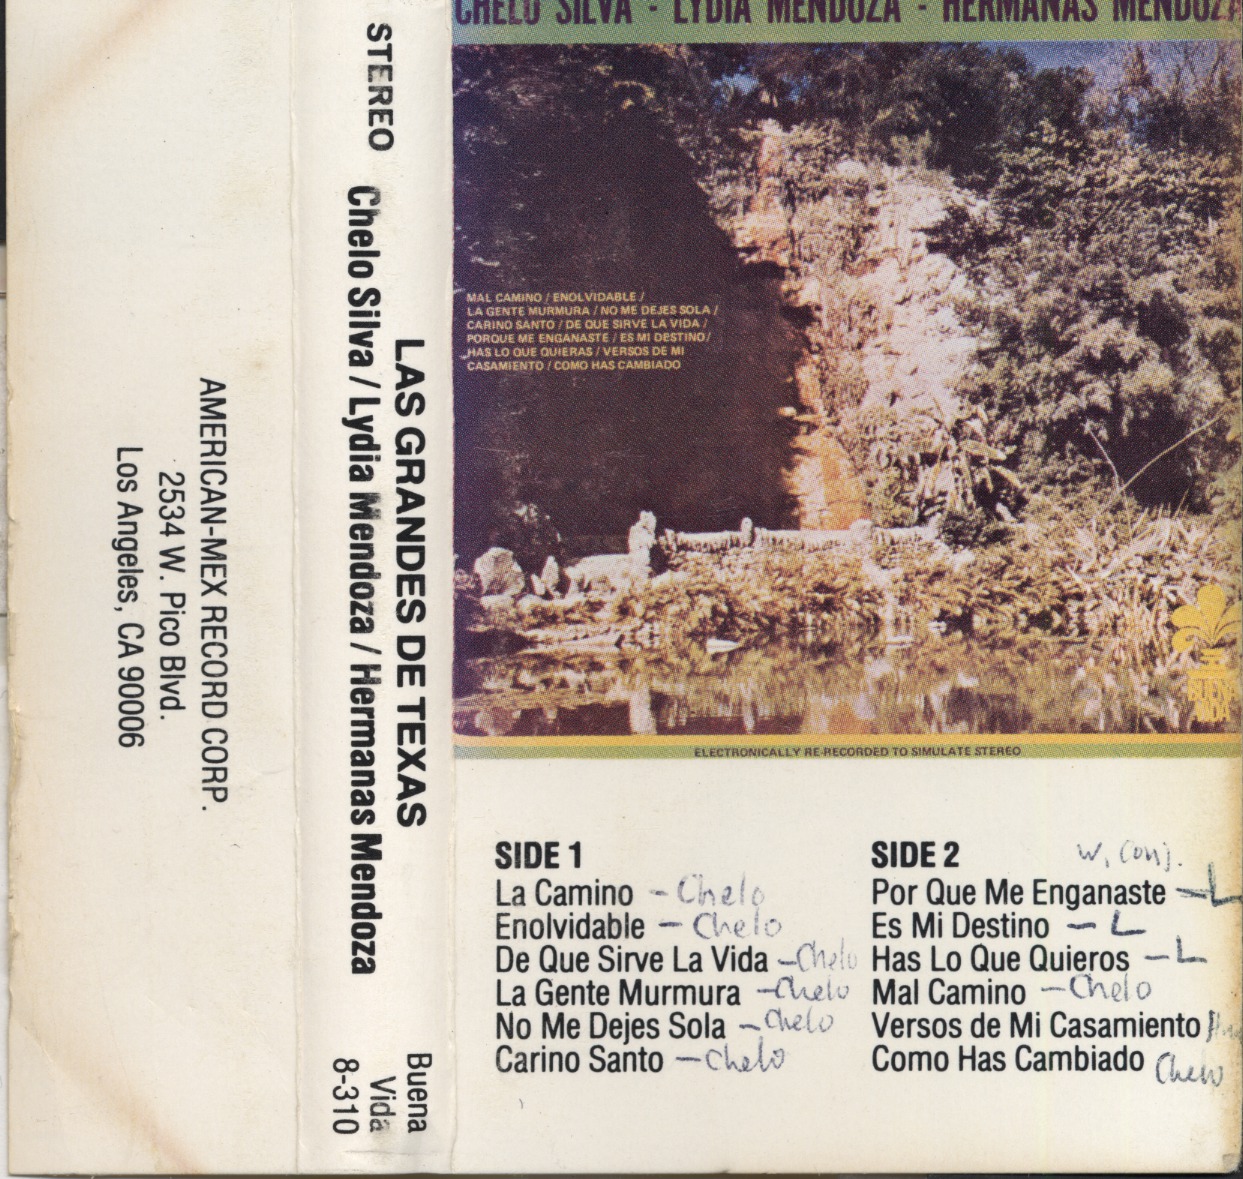 CHELO SILVA - LYDIA MENDOZA - HERMANAS MENDOZA
MAL CAMINO / ENOLVIDABLE /
LA GENTE MURMURA / NO ME DEJES SOLA /
CARINO SANTO / DE QUE SIRVE LA VIDA /
PORQUE ME ENGANASTE / ES MI DESTINO /
HAS LO QUE QUIERAS / VERSOS DE MI
CASAMIENTO / COMO HAS CAMBIADO
BUENA
VIDA
ELECTRONICALLY RE-RECORDED TO SIMULATE STEREO
STEREO
LAS GRANDES DE TEXAS
Chelo Silva / Lydia Mendoza / Hermanas Mendoza
Buena
Vida
8-310
AMERICAN-MEX RECORD CORP.
2534 W. Pico Blvd.
Los Angeles, CA 90006
SIDE 1
La Camino - Chelo
Enolvidable - Chelo
De Que Sirve La Vida - Chelo
La Gente Murmura - Chelo
No Me Dejes Sola - Chelo
Carino Santo - Chelo
SIDE 2 W. Conj.
Por Que Me Enganaste - L
Es Mi Destino - L
Has Lo Que Quieros - L
Mal Camino - Chelo
Versos de Mi Casamiento
Como Has Cambiado Chelo